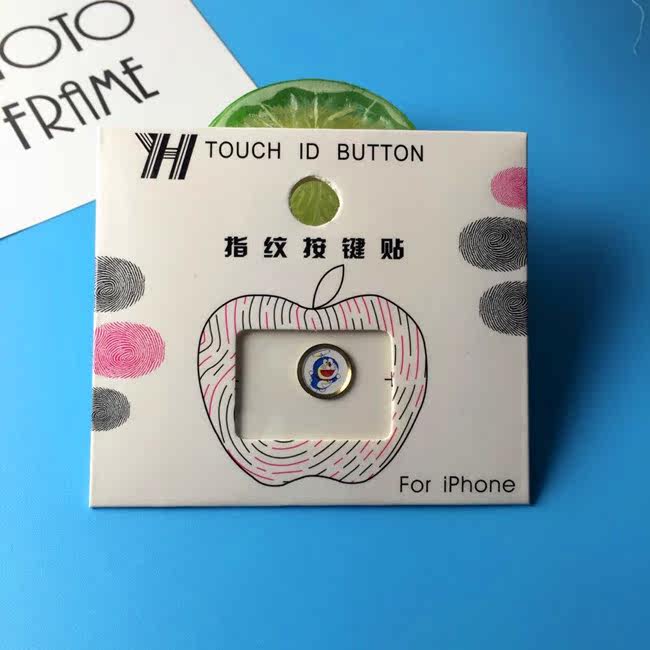 OTO
FRAME
YH TOUCH ID BUTTON
指纹按键贴
For iPhone